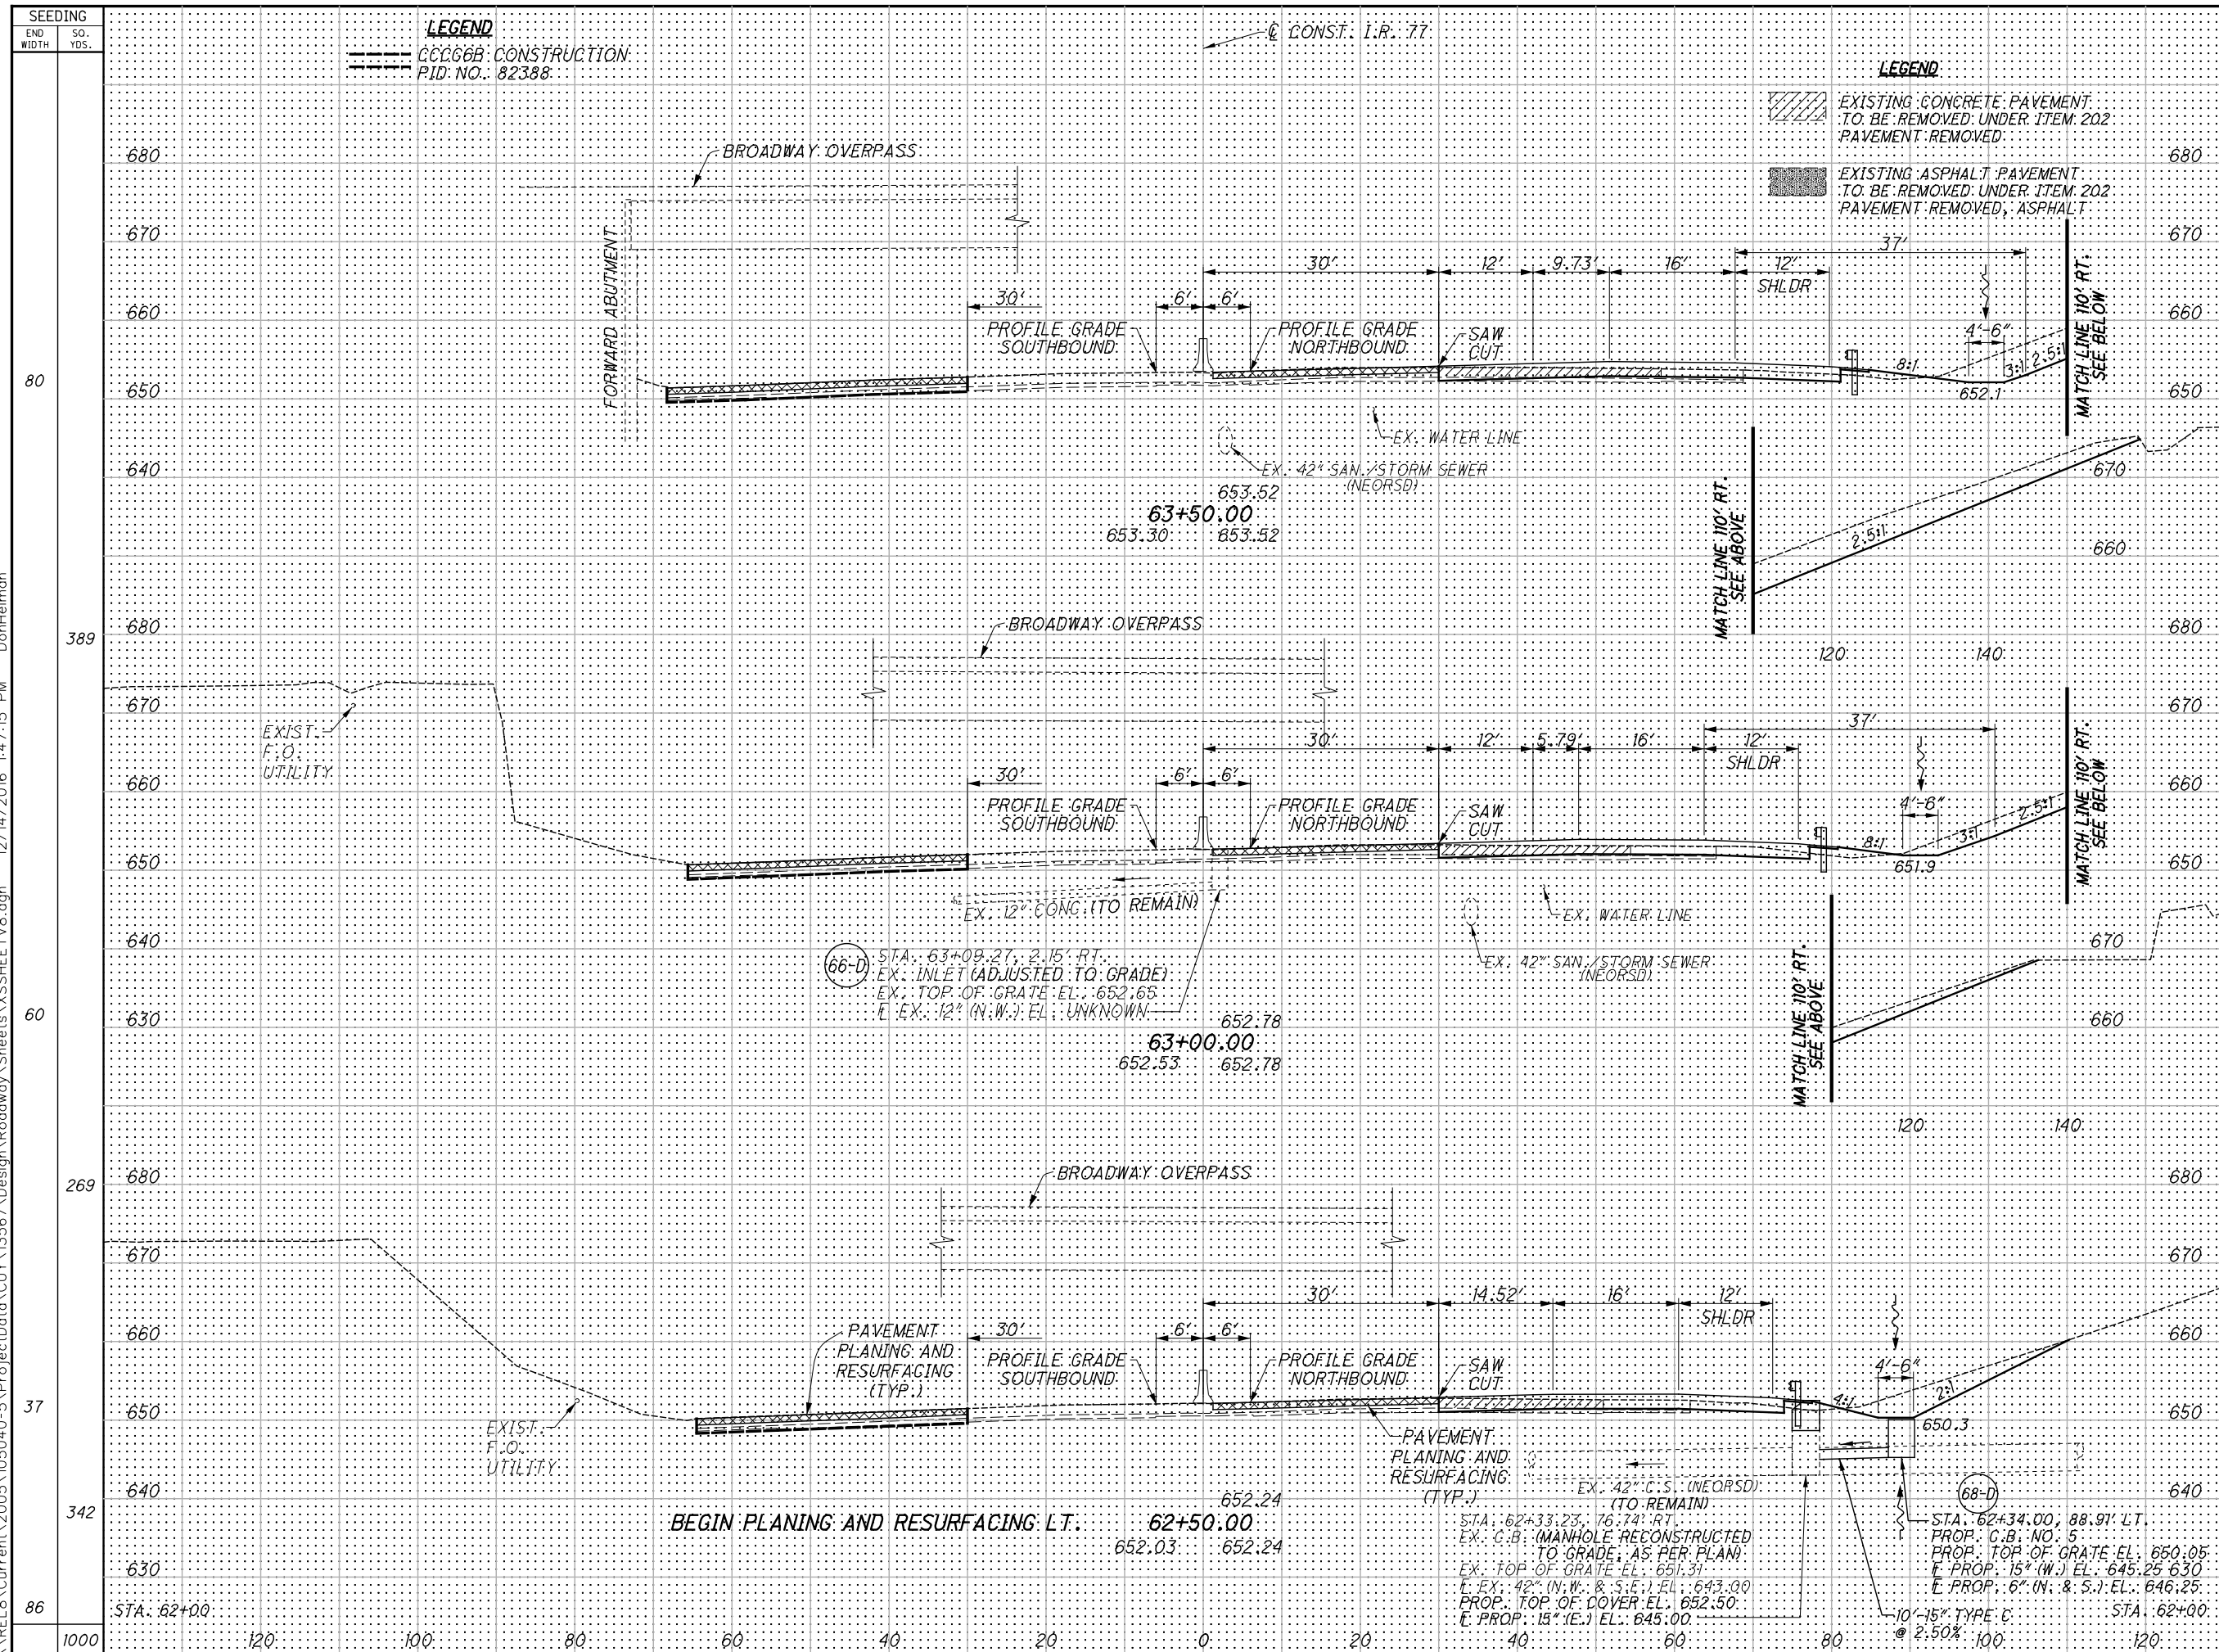 SEEDING
END WIDTH
SQ. YDS.
LEGEND
CCCG6B CONSTRUCTION
PID NO. 82388
℄ CONST. I.R. 77
LEGEND
EXISTING CONCRETE PAVEMENT
TO BE REMOVED UNDER ITEM 202
PAVEMENT REMOVED
EXISTING ASPHALT PAVEMENT
TO BE REMOVED UNDER ITEM 202
PAVEMENT REMOVED, ASPHALT
680
BROADWAY OVERPASS
680
670
FORWARD ABUTMENT
670
37'
30'
12'
9.73'
16'
12'
SHLDR
660
30'
6'
6'
660
PROFILE GRADE
SOUTHBOUND
PROFILE GRADE
NORTHBOUND
SAW
CUT
4'-6"
MATCH LINE 110' RT.
SEE BELOW
80
650
8:1
3:1
2.5:1
652.1
650
EX. WATER LINE
640
EX. 42" SAN./STORM SEWER
(NEORSD)
670
653.52
63+50.00
653.30
653.52
MATCH LINE 110' RT.
SEE ABOVE
2.5:1
660
389
680
BROADWAY OVERPASS
680
120
140
670
EXIST.
F.O.
UTILITY
670
37'
30'
12'
5.79'
16'
12'
SHLDR
660
30'
6'
6'
660
PROFILE GRADE
SOUTHBOUND
PROFILE GRADE
NORTHBOUND
SAW
CUT
4'-6"
MATCH LINE 110' RT.
SEE BELOW
650
8:1
3:1
2.5:1
651.9
650
EX. 12" CONC. (TO REMAIN)
EX. WATER LINE
640
670
66-D
STA. 63+09.27, 2.15' RT.
EX. INLET (ADJUSTED TO GRADE)
EX. TOP OF GRATE EL. 652.65
℄ EX. 12" (N.W.) EL. UNKNOWN
EX. 42" SAN./STORM SEWER
(NEORSD)
60
630
652.78
63+00.00
652.53
652.78
MATCH LINE 110' RT.
SEE ABOVE
660
120
140
269
680
BROADWAY OVERPASS
680
670
670
30'
14.52'
16'
12'
SHLDR
660
PAVEMENT
PLANING AND
RESURFACING
(TYP.)
30'
6'
6'
660
PROFILE GRADE
SOUTHBOUND
PROFILE GRADE
NORTHBOUND
SAW
CUT
4'-6"
37
650
4:1
2:1
650.3
650
EXIST.
F.O.
UTILITY
PAVEMENT
PLANING AND
RESURFACING
(TYP.)
640
EX. 42" C.S. (NEORSD)
(TO REMAIN)
68-D
640
342
652.24
BEGIN PLANING AND RESURFACING LT.
62+50.00
652.03
652.24
STA. 62+33.23, 76.74' RT.
EX. C.B. (MANHOLE RECONSTRUCTED
TO GRADE, AS PER PLAN)
EX. TOP OF GRATE EL. 651.31
℄ EX. 42" (N.W. & S.E.) EL. 643.00
PROP. TOP OF COVER EL. 652.50
℄ PROP. 15" (E.) EL. 645.00
STA. 62+34.00, 88.91' LT.
PROP. C.B. NO. 5
PROP. TOP OF GRATE EL. 650.05
℄ PROP. 15" (W.) EL. 645.25 630
℄ PROP. 6" (N. & S.) EL. 646.25
10'-15" TYPE C
@ 2.50%
630
86
STA. 62+00
STA. 62+00
1000
120
100
80
60
40
20
0
20
40
60
80
100
120
12/14/2016 1:47:15 PM DonHelman